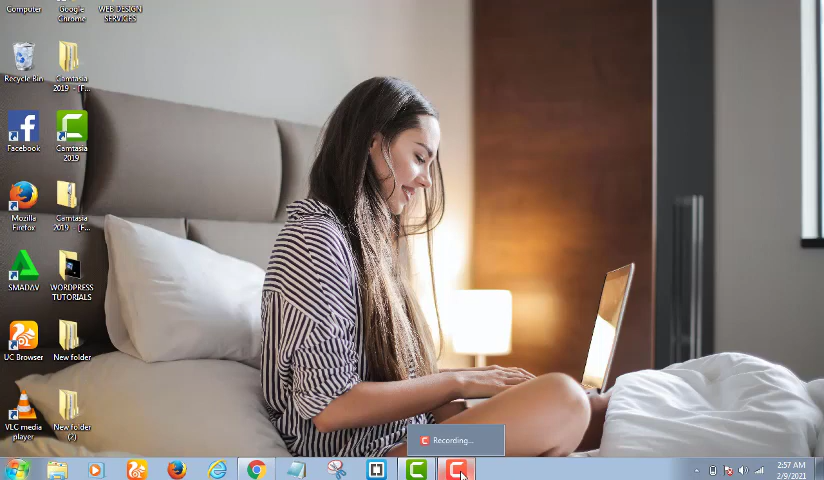 Computer
Google
Chrome
WEB DESIGN
SERVICES
Recycle Bin
Camtasia
2019 - [F...
Facebook
Camtasia
2019
Mozilla
Firefox
Camtasia
2019 - [F...
SMADAV
WORDPRESS
TUTORIALS
UC Browser
New folder
VLC media
player
New folder
(2)
Recording...
2:57 AM
2/9/2021